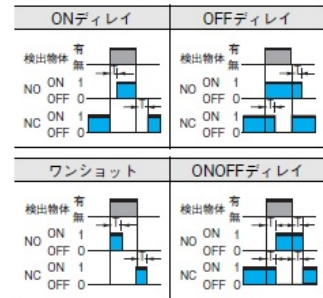 ONディレイ
OFFディレイ
検出物体 有
無
T
NO ON 1
OFF 0
T
NC ON 1
OFF 0
検出物体 有
無
NO ON 1
OFF 0
T
NC ON 1
OFF 0
T
ワンショット
ONOFFディレイ
検出物体 有
無
T
NO ON 1
OFF 0
T
NC ON 1
OFF 0
検出物体 有
無
T T
NO ON 1
OFF 0
T T
NC ON 1
OFF 0